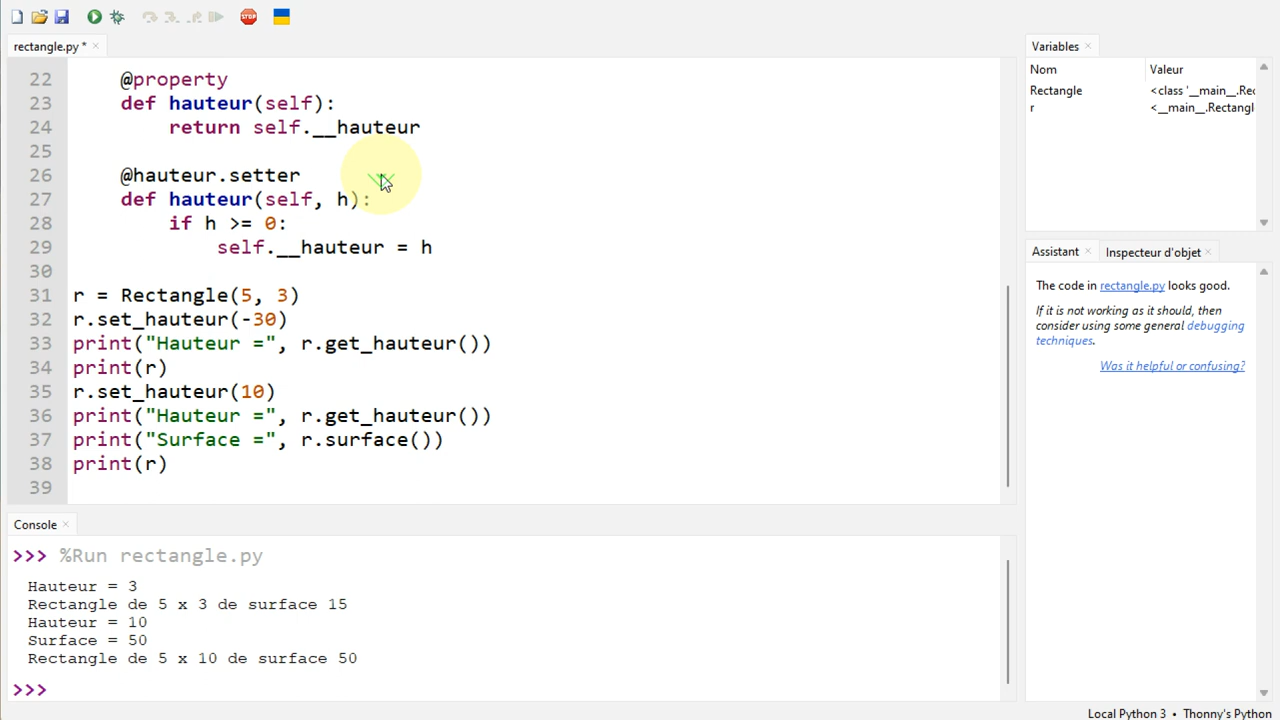 STOP
rectangle.py * ×
22 @property
23 def hauteur(self):
24 return self.__hauteur
25
26 @hauteur.setter
27 def hauteur(self, h):
28 if h >= 0:
29 self.__hauteur = h
30
31 r = Rectangle(5, 3)
32 r.set_hauteur(-30)
33 print("Hauteur =", r.get_hauteur())
34 print(r)
35 r.set_hauteur(10)
36 print("Hauteur =", r.get_hauteur())
37 print("Surface =", r.surface())
38 print(r)
39
Console ×
>>> %Run rectangle.py
Hauteur = 3
Rectangle de 5 x 3 de surface 15
Hauteur = 10
Surface = 50
Rectangle de 5 x 10 de surface 50
>>>
Variables ×
Nom Valeur
Rectangle <class '__main__.Rec
r <__main__.Rectangl
Assistant × Inspecteur d'objet ×
The code in rectangle.py looks good.
If it is not working as it should, then
consider using some general debugging
techniques.
Was it helpful or confusing?
Local Python 3 • Thonny's Python